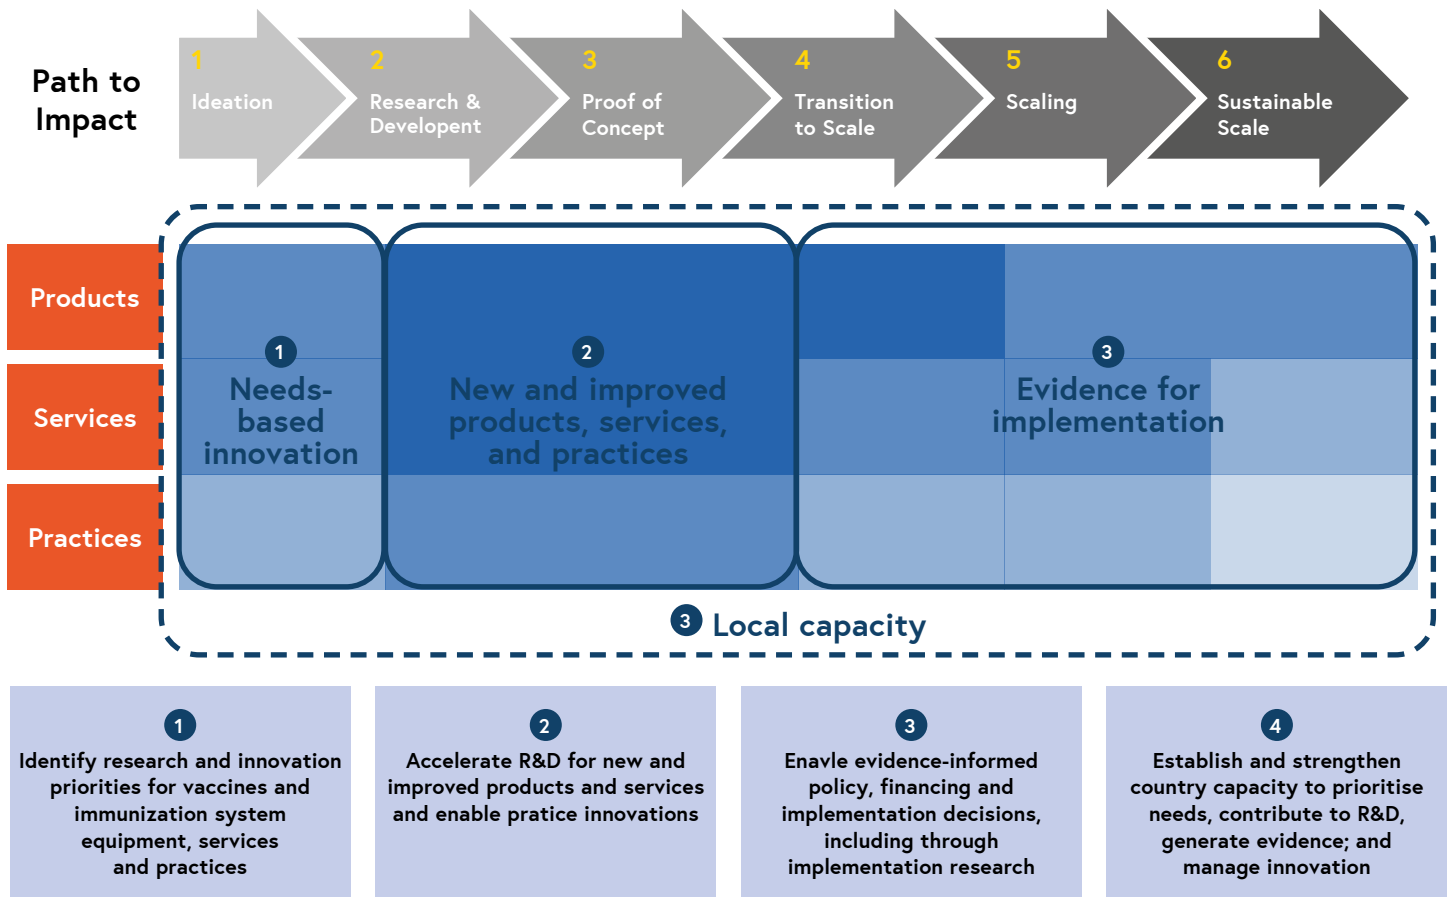 Path to
Impact
1
Ideation
2
Research &
Developent
3
Proof of
Concept
4
Transition
to Scale
5
Scaling
6
Sustainable
Scale
Products
Services
Practices
1
Needs-
based
innovation
2
New and improved
products, services,
and practices
3
Evidence for
implementation
3 Local capacity
1
Identify research and innovation
priorities for vaccines and
immunization system
equipment, services
and practices
2
Accelerate R&D for new and
improved products and services
and enable pratice innovations
3
Enavle evidence-informed
policy, financing and
implementation decisions,
including through
implementation research
4
Establish and strengthen
country capacity to prioritise
needs, contribute to R&D,
generate evidence; and
manage innovation